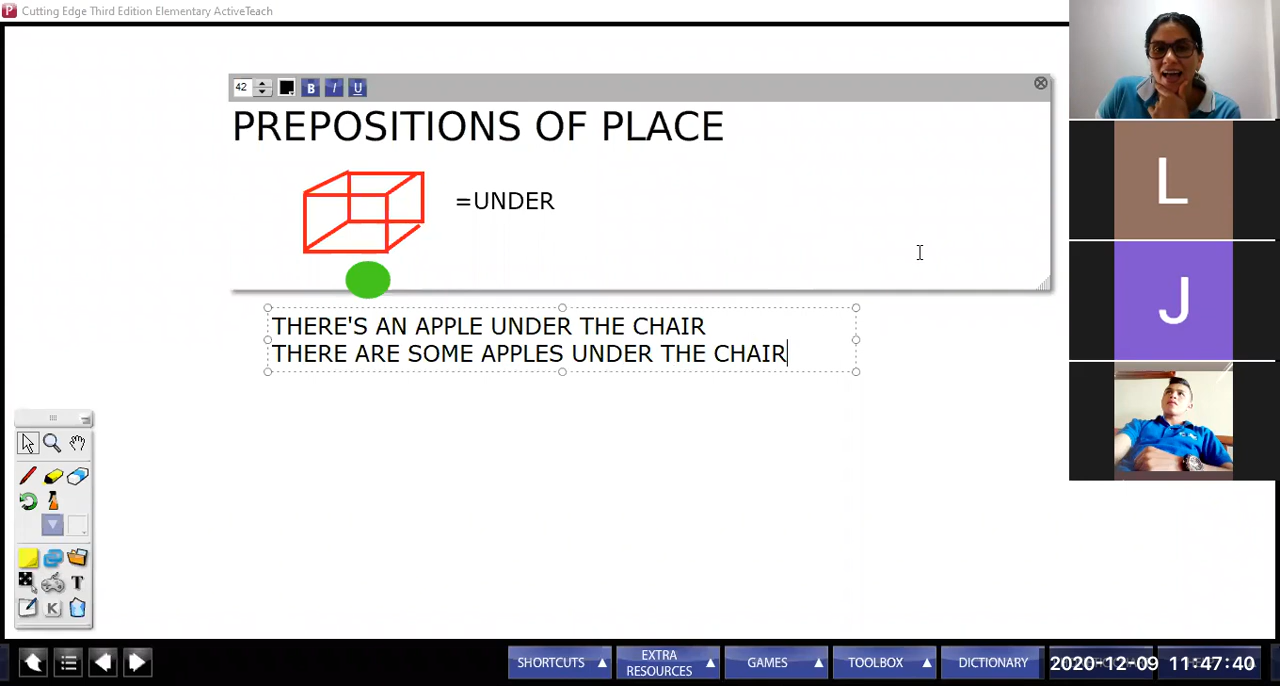 Cutting Edge Third Edition Elementary ActiveTeach
42 B I U
PREPOSITIONS OF PLACE
=UNDER
THERE'S AN APPLE UNDER THE CHAIR
THERE ARE SOME APPLES UNDER THE CHAIR
L
J
T
K
SHORTCUTS
EXTRA
RESOURCES
GAMES
TOOLBOX
DICTIONARY
2020-12-09 11:47:40